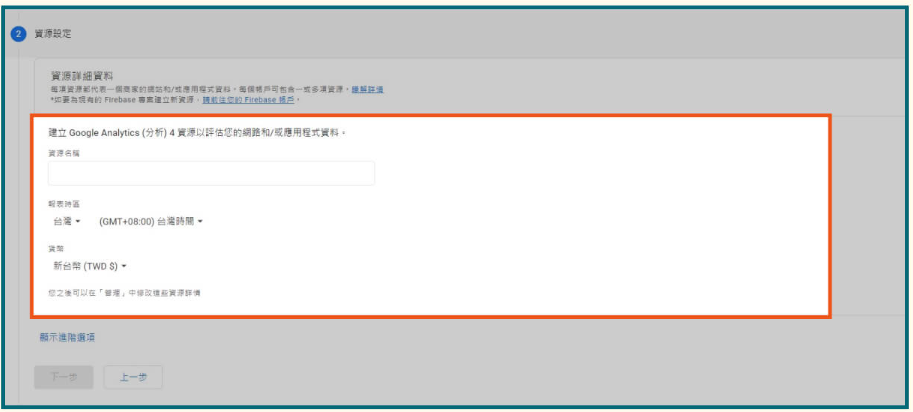 2 資源設定
資源詳細資料
每項資源都代表一個商家的網站和/或應用程式資料。每個帳戶可包含一或多項資源。瞭解詳情
*如要為現有的 Firebase 專案建立新資源，請前往您的 Firebase 帳戶。
建立 Google Analytics (分析) 4 資源以評估您的網路和/或應用程式資料。
資源名稱
報表時區
台灣 (GMT+08:00) 台灣時間
貨幣
新台幣 (TWD $)
您之後可以在「管理」中修改這些資源詳情
顯示進階選項
下一步 上一步